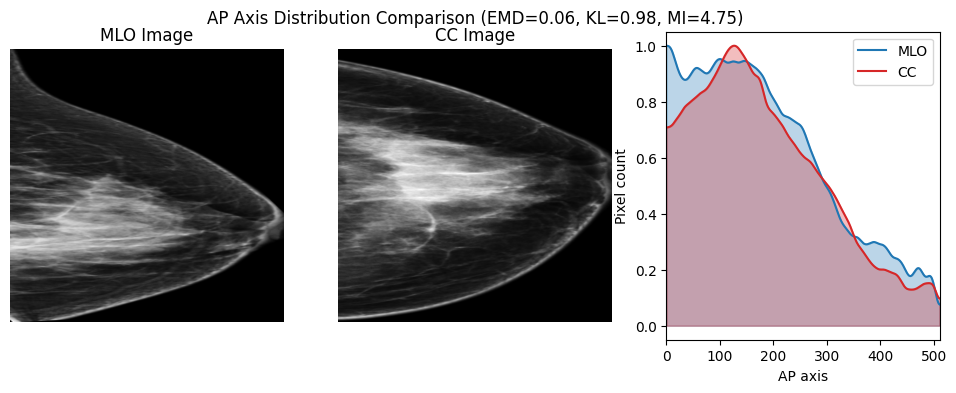 AP Axis Distribution Comparison (EMD=0.06, KL=0.98, MI=4.75)
MLO Image
CC Image
MLO
CC
Pixel count
1.0
0.8
0.6
0.4
0.2
0.0
0 100 200 300 400 500
AP axis